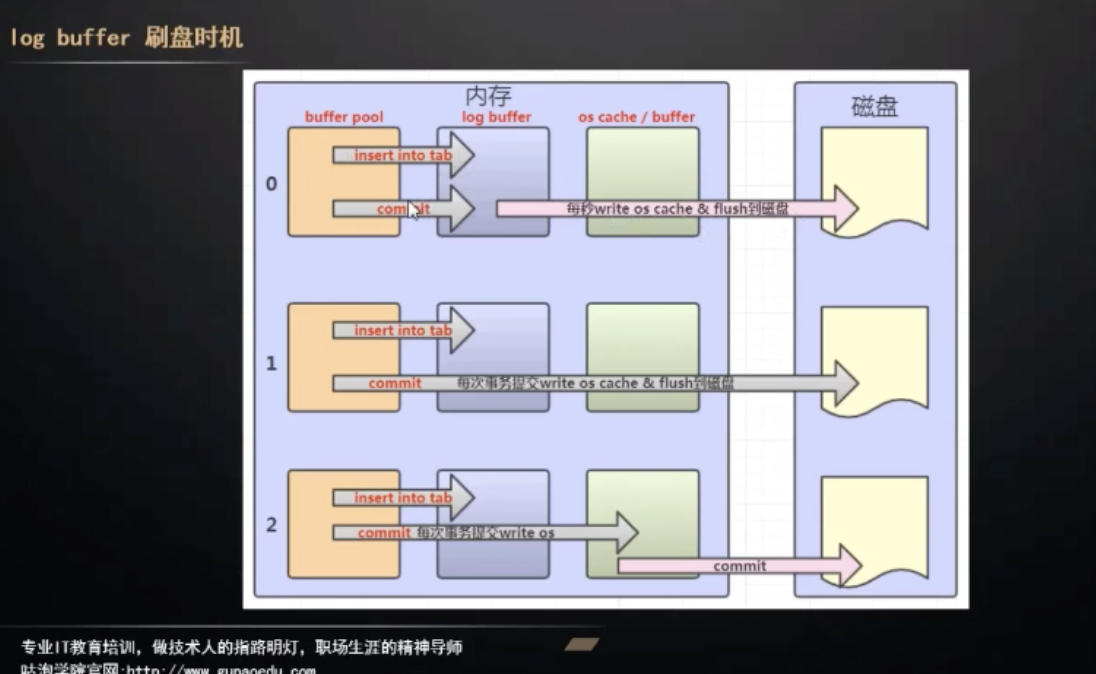 log buffer 刷盘时机
内存
磁盘
buffer pool
log buffer
os cache / buffer
0
insert into tab
commit
每秒write os cache & flush到磁盘
1
insert into tab
commit
每次事务提交write os cache & flush到磁盘
2
insert into tab
commit
每次事务提交write os
commit
专业IT教育培训，做技术人的指路明灯，职场生涯的精神导师
咕泡学院官网:http://www.gupaoedu.com